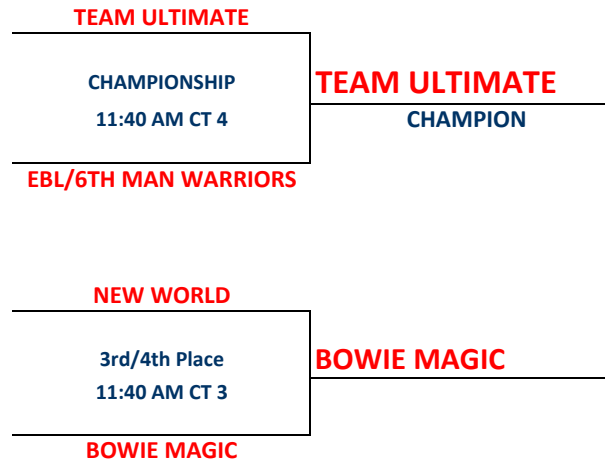 TEAM ULTIMATE
CHAMPIONSHIP
11:40 AM CT 4
TEAM ULTIMATE
CHAMPION
EBL/6TH MAN WARRIORS
NEW WORLD
3rd/4th Place
11:40 AM CT 3
BOWIE MAGIC
BOWIE MAGIC